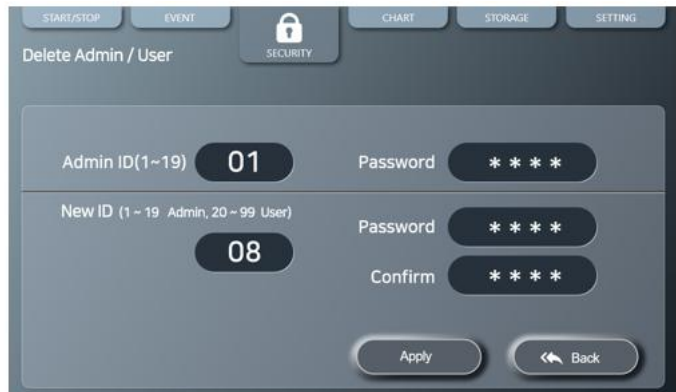 START/STOP EVENT CHART STORAGE SETTING
SECURITY
Delete Admin / User
Admin ID(1~19) 01 Password ****
New ID (1 ~ 19 Admin, 20 ~ 99 User)
08
Password ****
Confirm ****
Apply Back